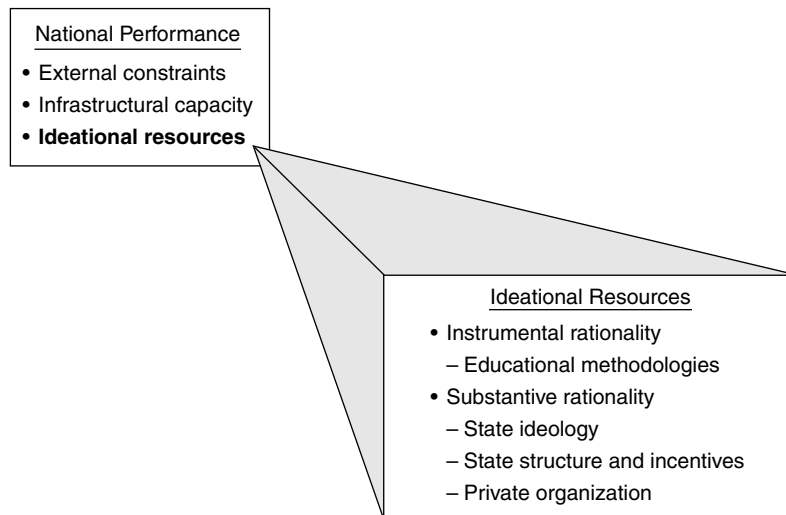 National Performance
• External constraints
• Infrastructural capacity
• Ideational resources
Ideational Resources
• Instrumental rationality
– Educational methodologies
• Substantive rationality
– State ideology
– State structure and incentives
– Private organization